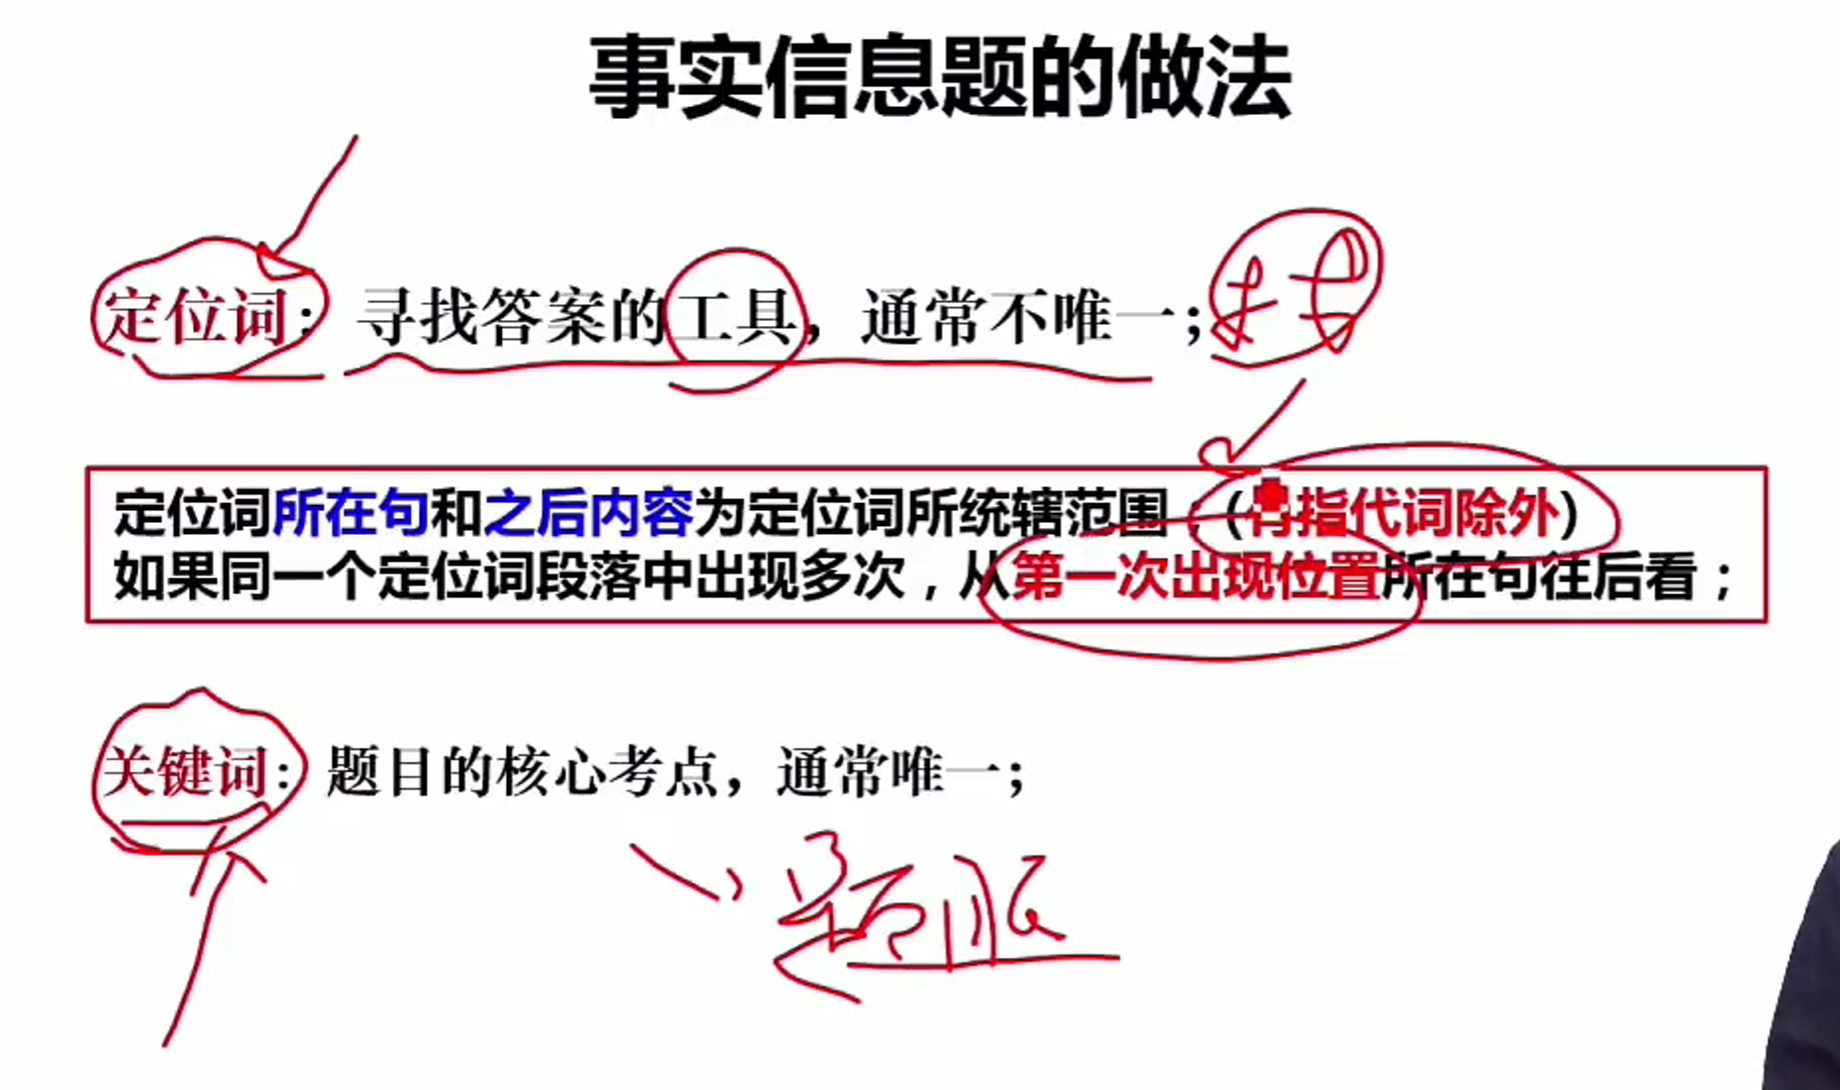 事实信息题的做法
定位词：寻找答案的工具，通常不唯一；找
定位词所在句和之后内容为定位词所统辖范围；(有指代词除外)
如果同一个定位词段落中出现多次，从第一次出现位置所在句往后看；
关键词：题目的核心考点，通常唯一；
题眼